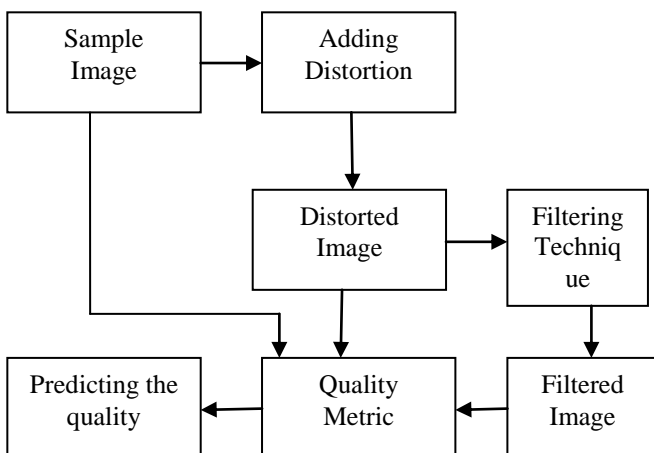 Sample
Image
Adding
Distortion
Distorted
Image
Filtering
Techniq
ue
Predicting the
quality
Quality
Metric
Filtered
Image